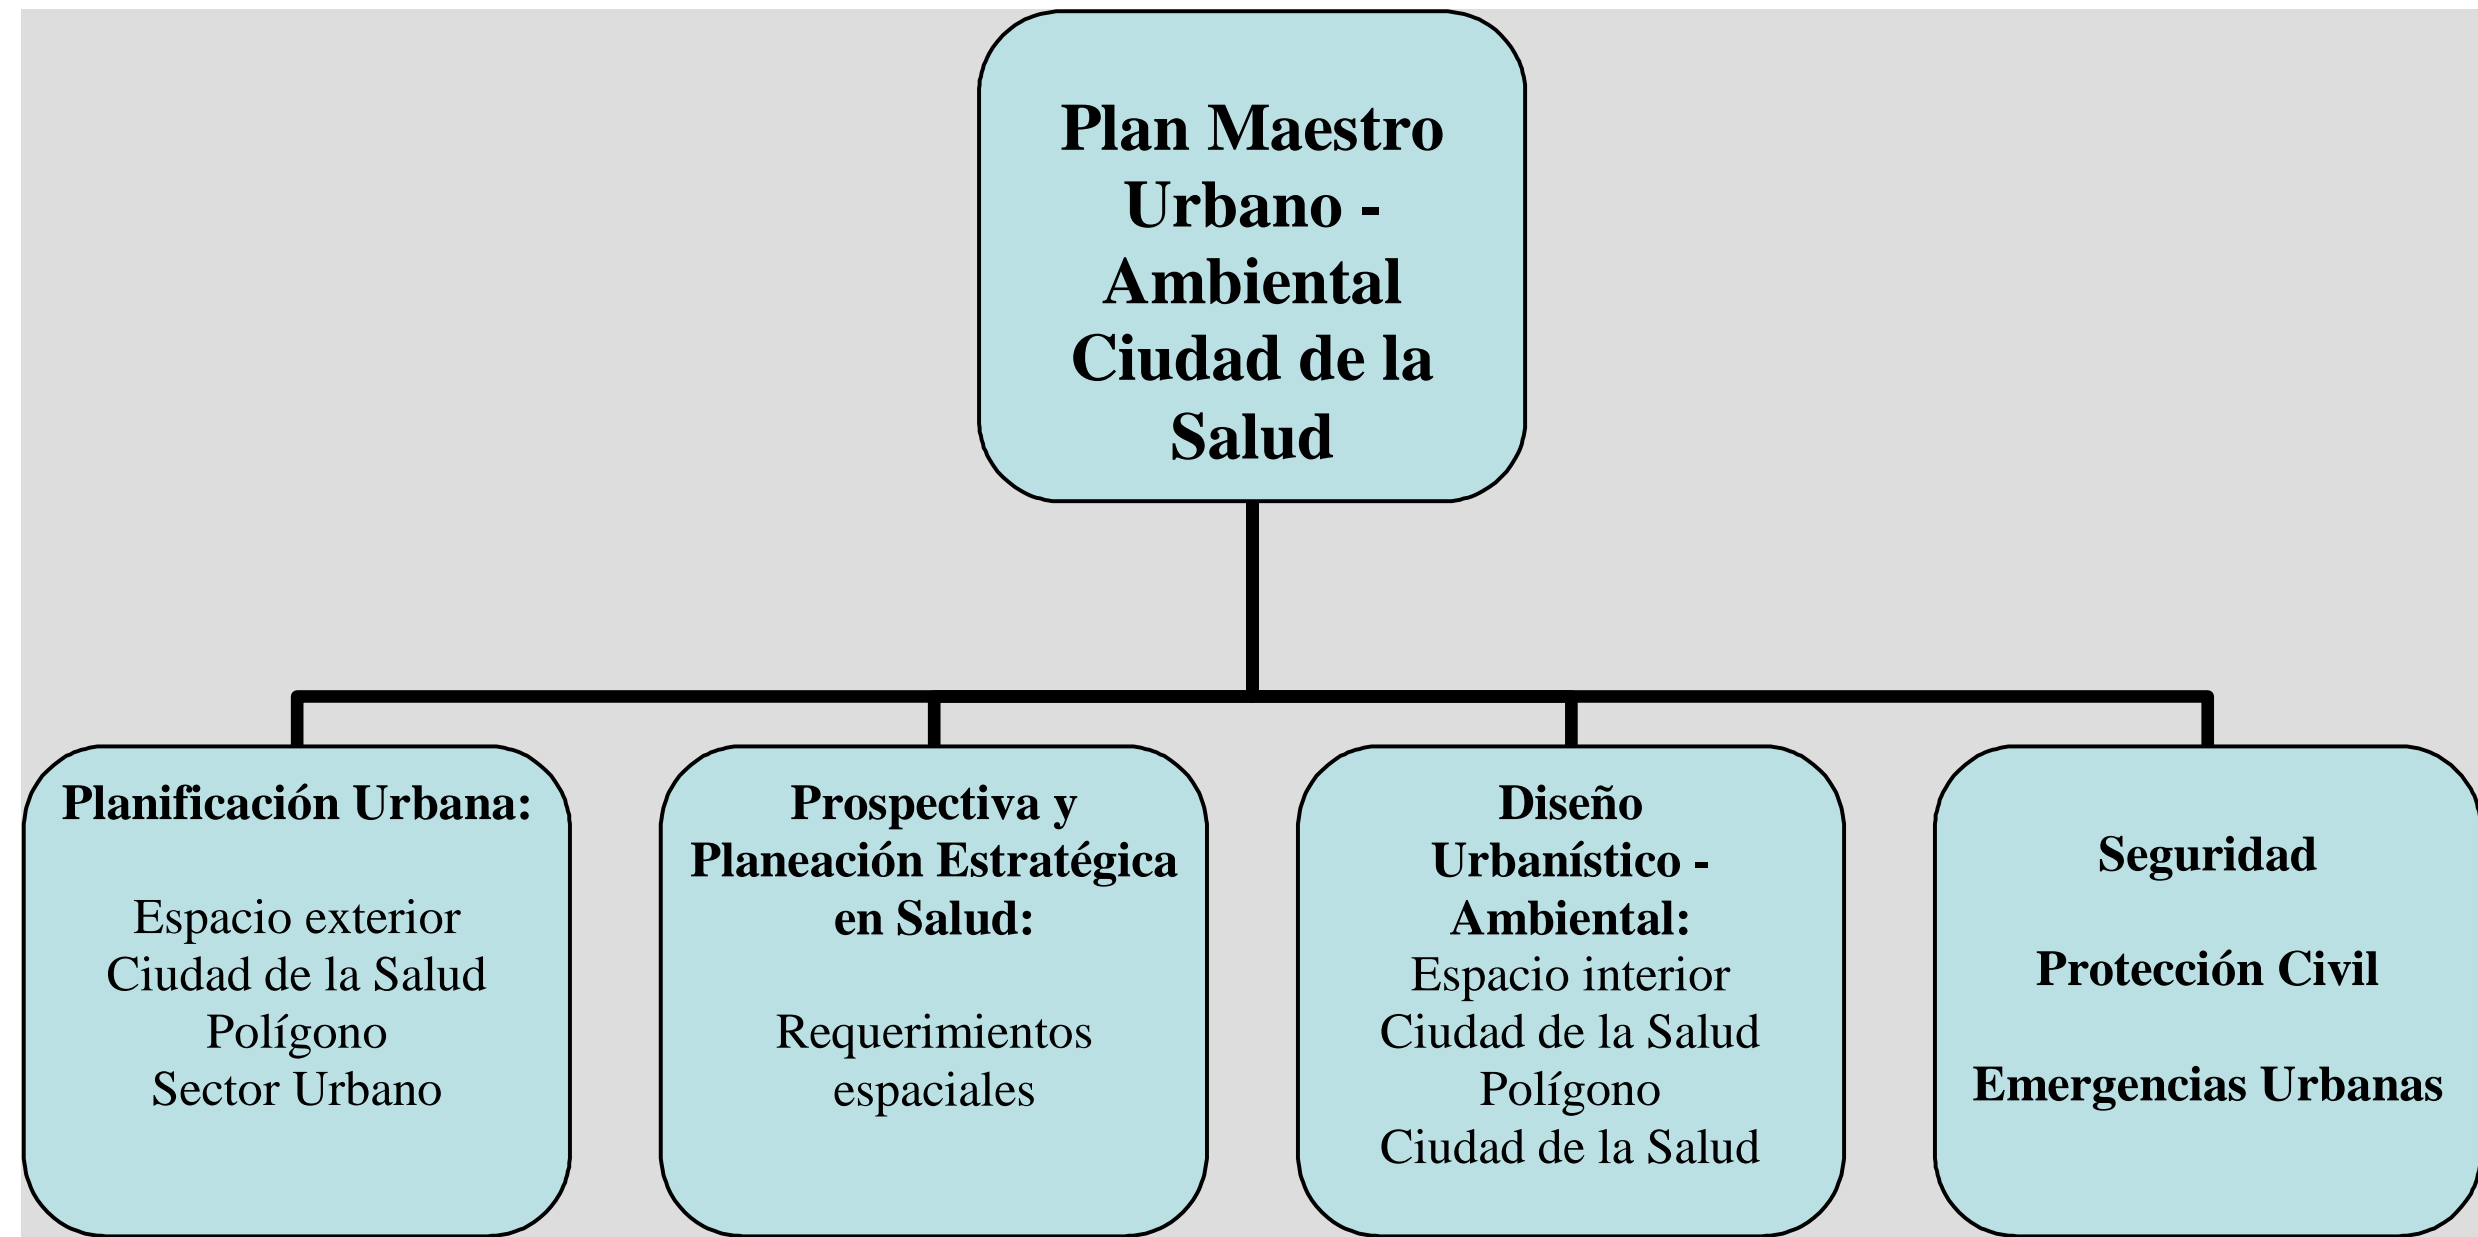 Plan Maestro
Urbano -
Ambiental
Ciudad de la
Salud
Planificación Urbana:
Espacio exterior
Ciudad de la Salud
Polígono
Sector Urbano
Prospectiva y
Planeación Estratégica
en Salud:
Requerimientos
espaciales
Diseño
Urbanístico -
Ambiental:
Espacio interior
Ciudad de la Salud
Polígono
Ciudad de la Salud
Seguridad
Protección Civil
Emergencias Urbanas